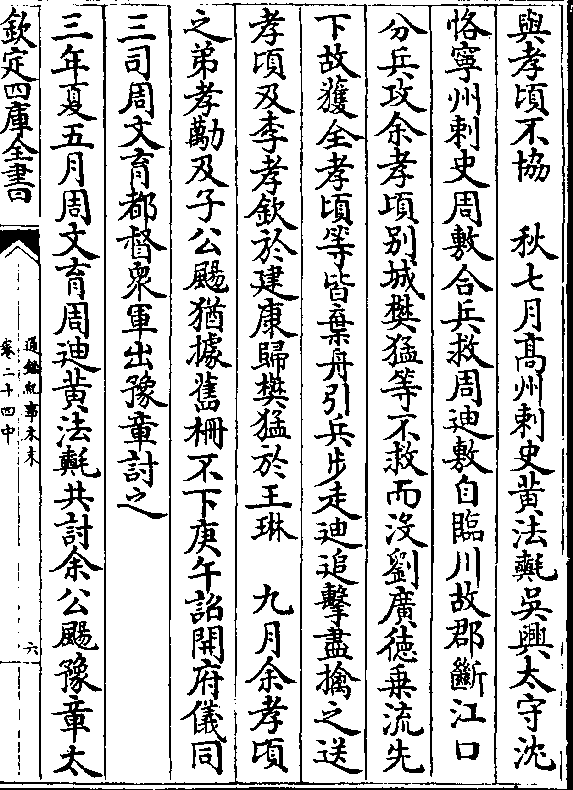 與孝頃不協　秋七月髙州刺史黄法𣰋吳興太守沈
恪寧州刺史周敷合兵救周迪敷自臨川故郡斷江口
分兵攻余孝頃别城樊猛等不救而没劉廣徳乗流先
下故獲全孝頃等皆棄舟引兵步走迪追擊盡擒之送
孝頃及李孝欽於建康歸樊猛於王琳　九月余孝頃
之弟孝勱及子公颺猶據舊栅不下庚午詔開府儀同
三司周文育都督衆軍出豫章討之
三年夏五月周文育周迪黄法𣰋共討余公颺豫章太
欽定四庫全書
通鑑紀事本末
卷二十四中
六